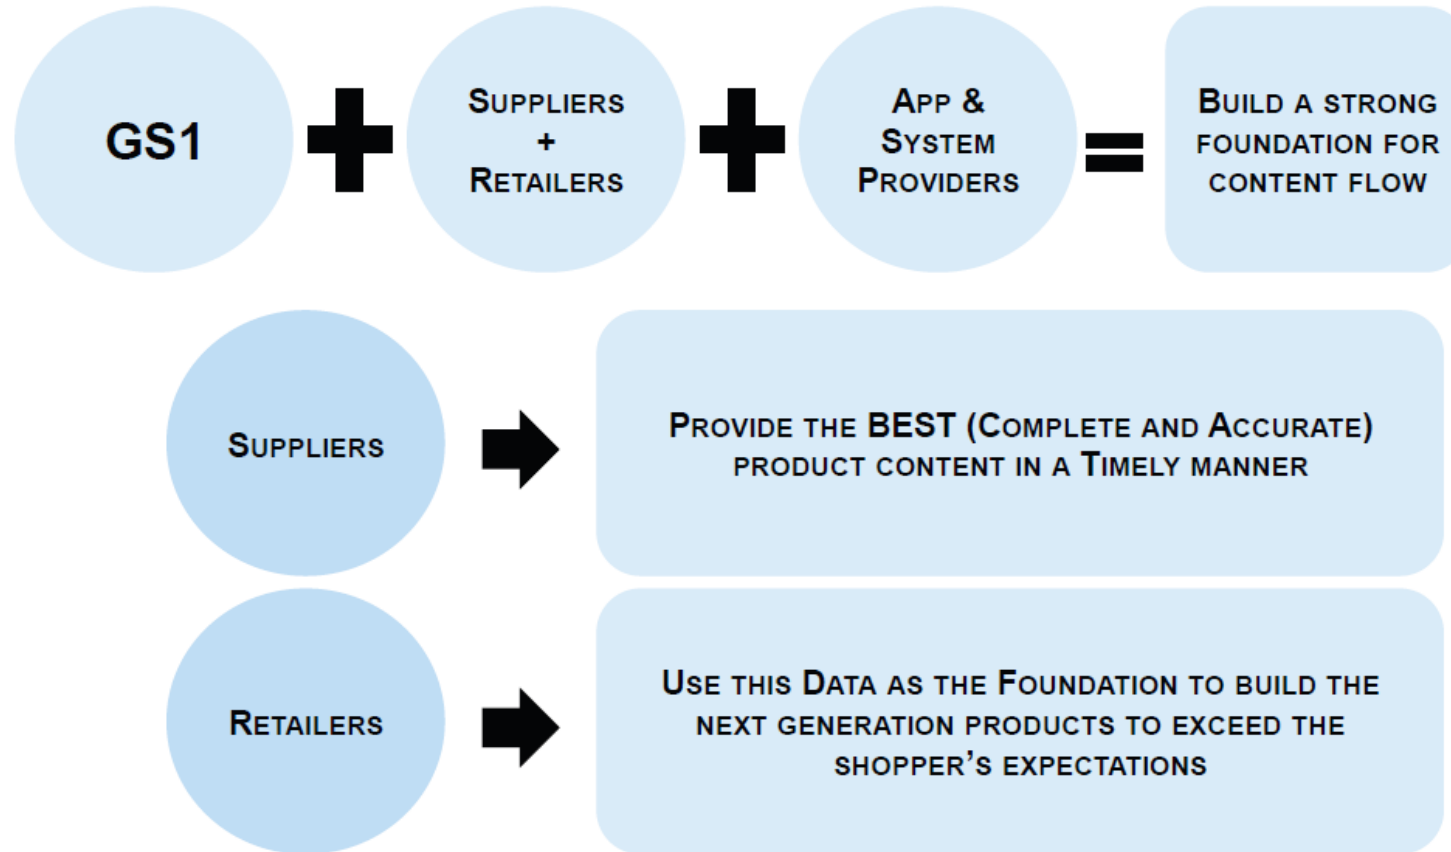 GS1
Suppliers
+
Retailers
App &
System
Providers
Build a strong
foundation for
content flow
Suppliers
Provide the BEST (Complete and Accurate)
product content in a Timely manner
Retailers
Use this Data as the Foundation to build the
next generation products to exceed the
shopper’s expectations